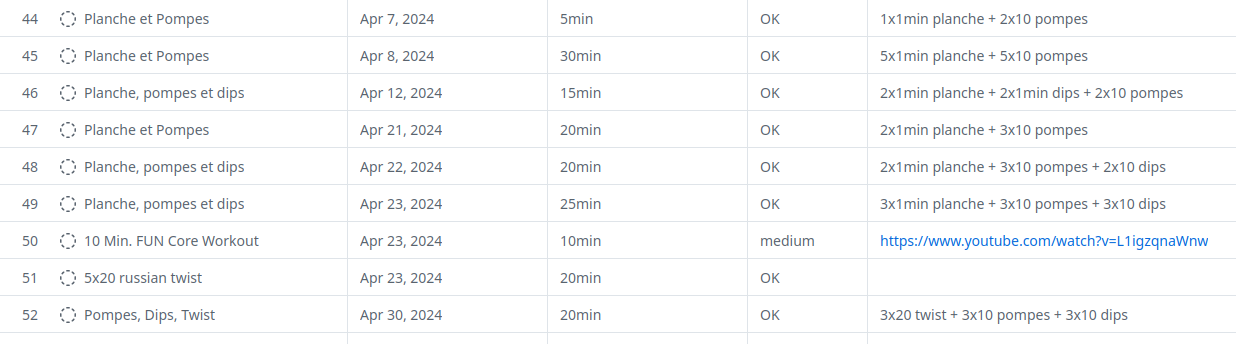 44 Planche et Pompes Apr 7, 2024 5min OK 1x1min planche + 2x10 pompes
45 Planche et Pompes Apr 8, 2024 30min OK 5x1min planche + 5x10 pompes
46 Planche, pompes et dips Apr 12, 2024 15min OK 2x1min planche + 2x1min dips + 2x10 pompes
47 Planche et Pompes Apr 21, 2024 20min OK 2x1min planche + 3x10 pompes
48 Planche, pompes et dips Apr 22, 2024 20min OK 2x1min planche + 3x10 pompes + 2x10 dips
49 Planche, pompes et dips Apr 23, 2024 25min OK 3x1min planche + 3x10 pompes + 3x10 dips
50 10 Min. FUN Core Workout Apr 23, 2024 10min medium https://www.youtube.com/watch?v=L1igzqnaWnw
51 5x20 russian twist Apr 23, 2024 20min OK
52 Pompes, Dips, Twist Apr 30, 2024 20min OK 3x20 twist + 3x10 pompes + 3x10 dips